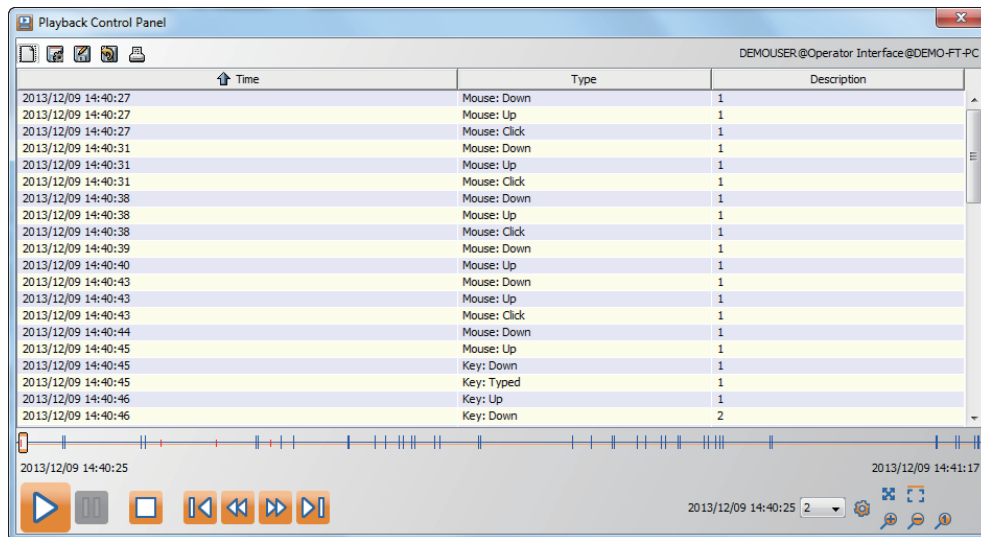 Playback Control Panel
DEMOUSER@Operator Interface@DEMO-FT-PC
Time Type Description
2013/12/09 14:40:27 Mouse: Down 1
2013/12/09 14:40:27 Mouse: Up 1
2013/12/09 14:40:27 Mouse: Click 1
2013/12/09 14:40:31 Mouse: Down 1
2013/12/09 14:40:31 Mouse: Up 1
2013/12/09 14:40:31 Mouse: Click 1
2013/12/09 14:40:38 Mouse: Down 1
2013/12/09 14:40:38 Mouse: Up 1
2013/12/09 14:40:38 Mouse: Click 1
2013/12/09 14:40:39 Mouse: Down 1
2013/12/09 14:40:40 Mouse: Up 1
2013/12/09 14:40:43 Mouse: Down 1
2013/12/09 14:40:43 Mouse: Up 1
2013/12/09 14:40:43 Mouse: Click 1
2013/12/09 14:40:44 Mouse: Down 1
2013/12/09 14:40:45 Mouse: Up 1
2013/12/09 14:40:45 Key: Down 1
2013/12/09 14:40:45 Key: Typed 1
2013/12/09 14:40:46 Key: Up 1
2013/12/09 14:40:46 Key: Down 2
2013/12/09 14:40:25 2013/12/09 14:41:17
2013/12/09 14:40:25 2